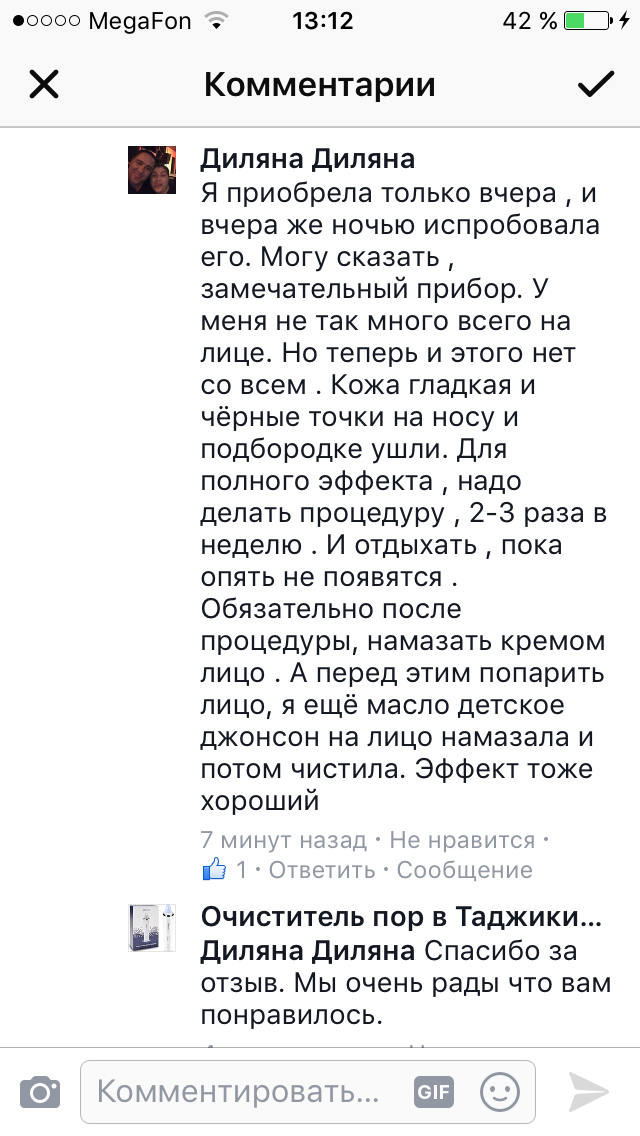 MegaFon 13:12 42 %
Комментарии
Диляна Диляна
Я приобрела только вчера , и
вчера же ночью испробовала
его. Могу сказать ,
замечательный прибор. У
меня не так много всего на
лице. Но теперь и этого нет
со всем . Кожа гладкая и
чёрные точки на носу и
подбородке ушли. Для
полного эффекта , надо
делать процедуру , 2-3 раза в
неделю . И отдыхать , пока
опять не появятся .
Обязательно после
процедуры, намазать кремом
лицо . А перед этим попарить
лицо, я ещё масло детское
джонсон на лицо намазала и
потом чистила. Эффект тоже
хороший
7 минут назад · Не нравится ·
1 · Ответить · Сообщение
Очиститель пор в Таджики...
Диляна Диляна Спасибо за
отзыв. Мы очень рады что вам
понравилось.
Комментировать... GIF